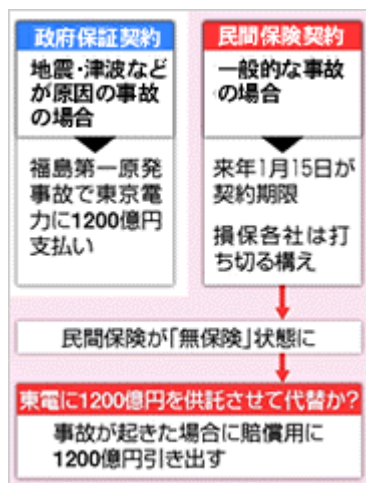 政府保証契約
地震・津波など
が原因の事故
の場合
福島第一原発
事故で東京電
力に1200億円
支払い
民間保険契約
一般的な事故
の場合
来年1月15日が
契約期限
損保各社は打
ち切る構え
民間保険が「無保険」状態に
東電に1200億円を供託させて代替か?
事故が起きた場合に賠償用に
1200億円引き出す